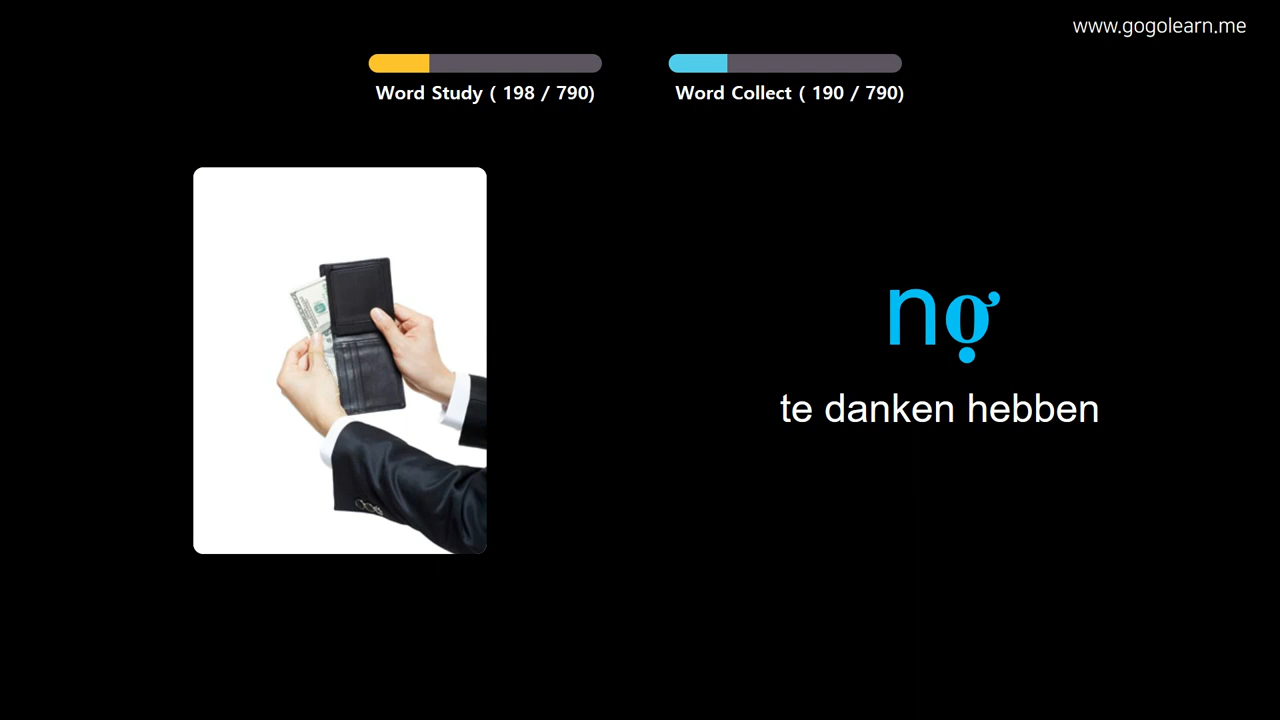 www.gogolearn.me
Word Study ( 198 / 790)
Word Collect ( 190 / 790)
nợ
te danken hebben